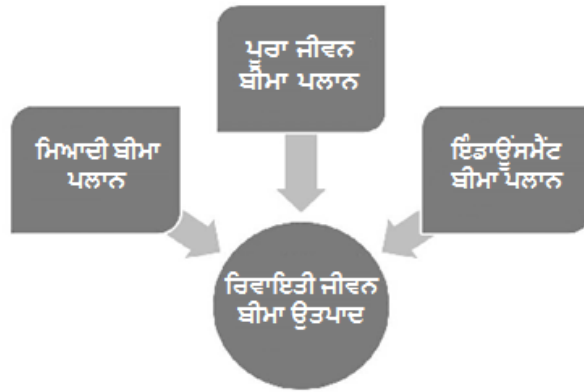 ਪੂਰਾ ਜੀਵਨ
ਬੀਮਾ ਪਲਾਨ
ਮਿਆਦੀ ਬੀਮਾ
ਪਲਾਨ
ਇੰਡਾਊਂਸਮੈਂਟ
ਬੀਮਾ ਪਲਾਨ
ਰਿਵਾਇਤੀ ਜੀਵਨ
ਬੀਮਾ ਉਤਪਾਦ